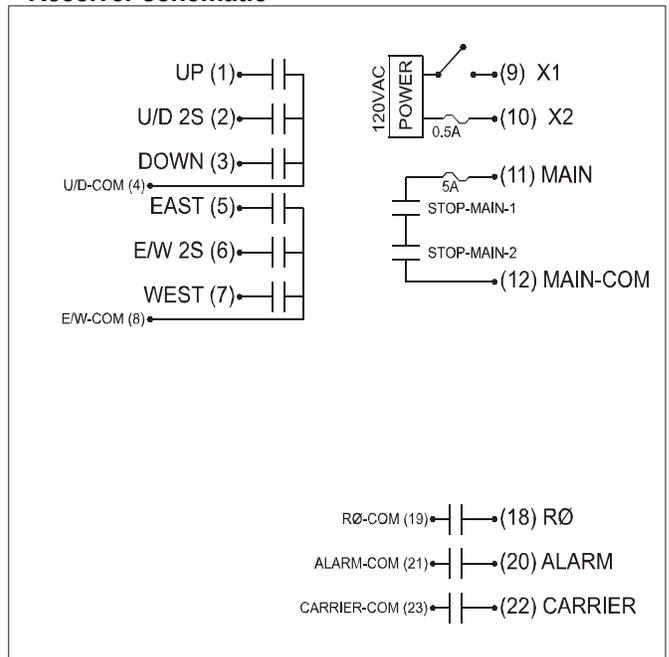 Receiver schematic
UP (1)
U/D 2S (2)
DOWN (3)
U/D-COM (4)
EAST (5)
E/W 2S (6)
WEST (7)
E/W-COM (8)
120VAC
POWER
(9) X1
(10) X2
0.5A
(11) MAIN
5A
STOP-MAIN-1
STOP-MAIN-2
(12) MAIN-COM
RØ-COM (19) (18) RØ
ALARM-COM (21) (20) ALARM
CARRIER-COM (23) (22) CARRIER